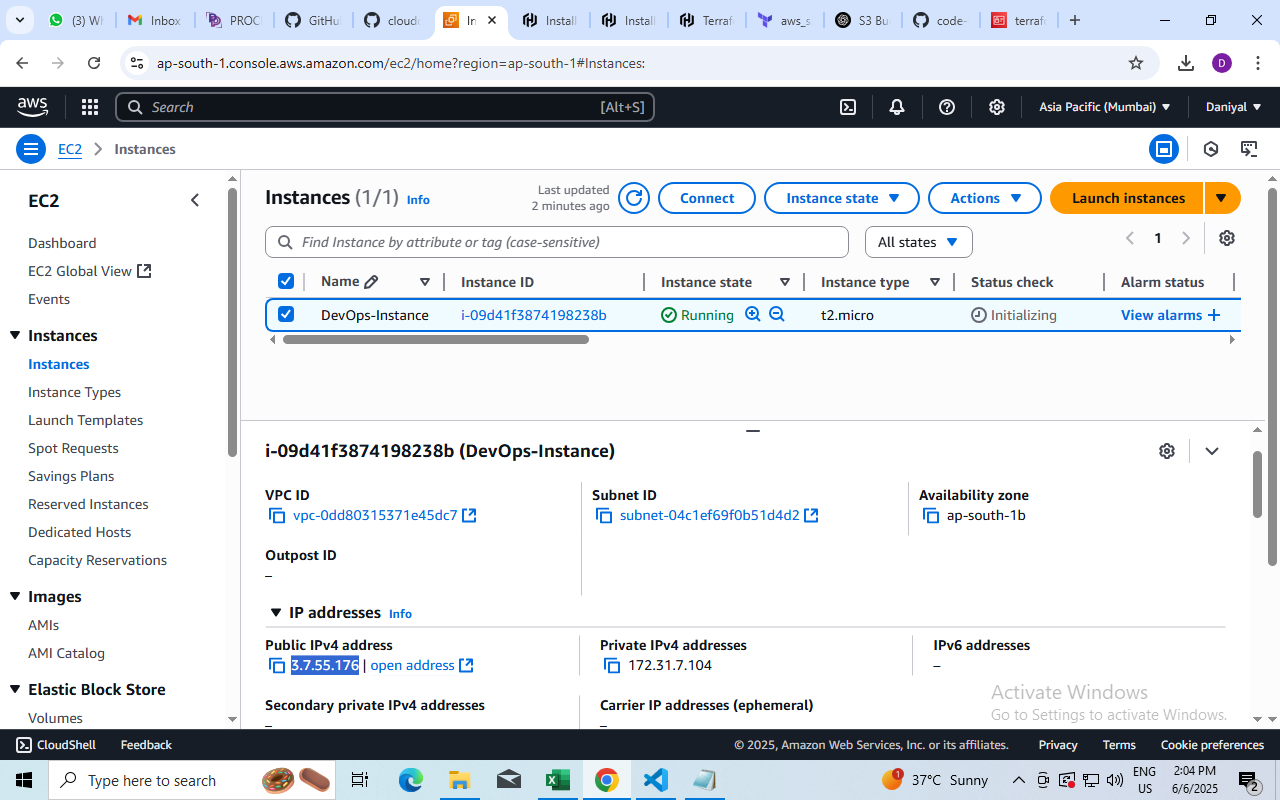 (3) Wh
Inbox
PROC
GitHub
cloud
In
Install
Install
Terrafo
aws_s
S3 Bu
code-
terrafo
ap-south-1.console.aws.amazon.com/ec2/home?region=ap-south-1#Instances:
D
aws
Search
[Alt+S]
Asia Pacific (Mumbai)
Daniyal
EC2
Instances
EC2
Dashboard
EC2 Global View
Events
Instances
Instances
Instance Types
Launch Templates
Spot Requests
Savings Plans
Reserved Instances
Dedicated Hosts
Capacity Reservations
Images
AMIs
AMI Catalog
Elastic Block Store
Volumes
Instances (1/1) Info
Last updated
2 minutes ago
Connect
Instance state
Actions
Launch instances
Find Instance by attribute or tag (case-sensitive)
All states
1
Name
Instance ID
Instance state
Instance type
Status check
Alarm status
DevOps-Instance
i-09d41f3874198238b
Running
t2.micro
Initializing
View alarms +
i-09d41f3874198238b (DevOps-Instance)
VPC ID
vpc-0dd80315371e45dc7
Subnet ID
subnet-04c1ef69f0b51d4d2
Availability zone
ap-south-1b
Outpost ID
–
IP addresses Info
Public IPv4 address
3.7.55.176 | open address
Private IPv4 addresses
172.31.7.104
IPv6 addresses
–
Secondary private IPv4 addresses
–
Carrier IP addresses (ephemeral)
–
Activate Windows
Go to Settings to activate Windows.
CloudShell
Feedback
© 2025, Amazon Web Services, Inc. or its affiliates.
Privacy
Terms
Cookie preferences
Type here to search
1
37°C Sunny
ENG
US
2:04 PM
6/6/2025
2